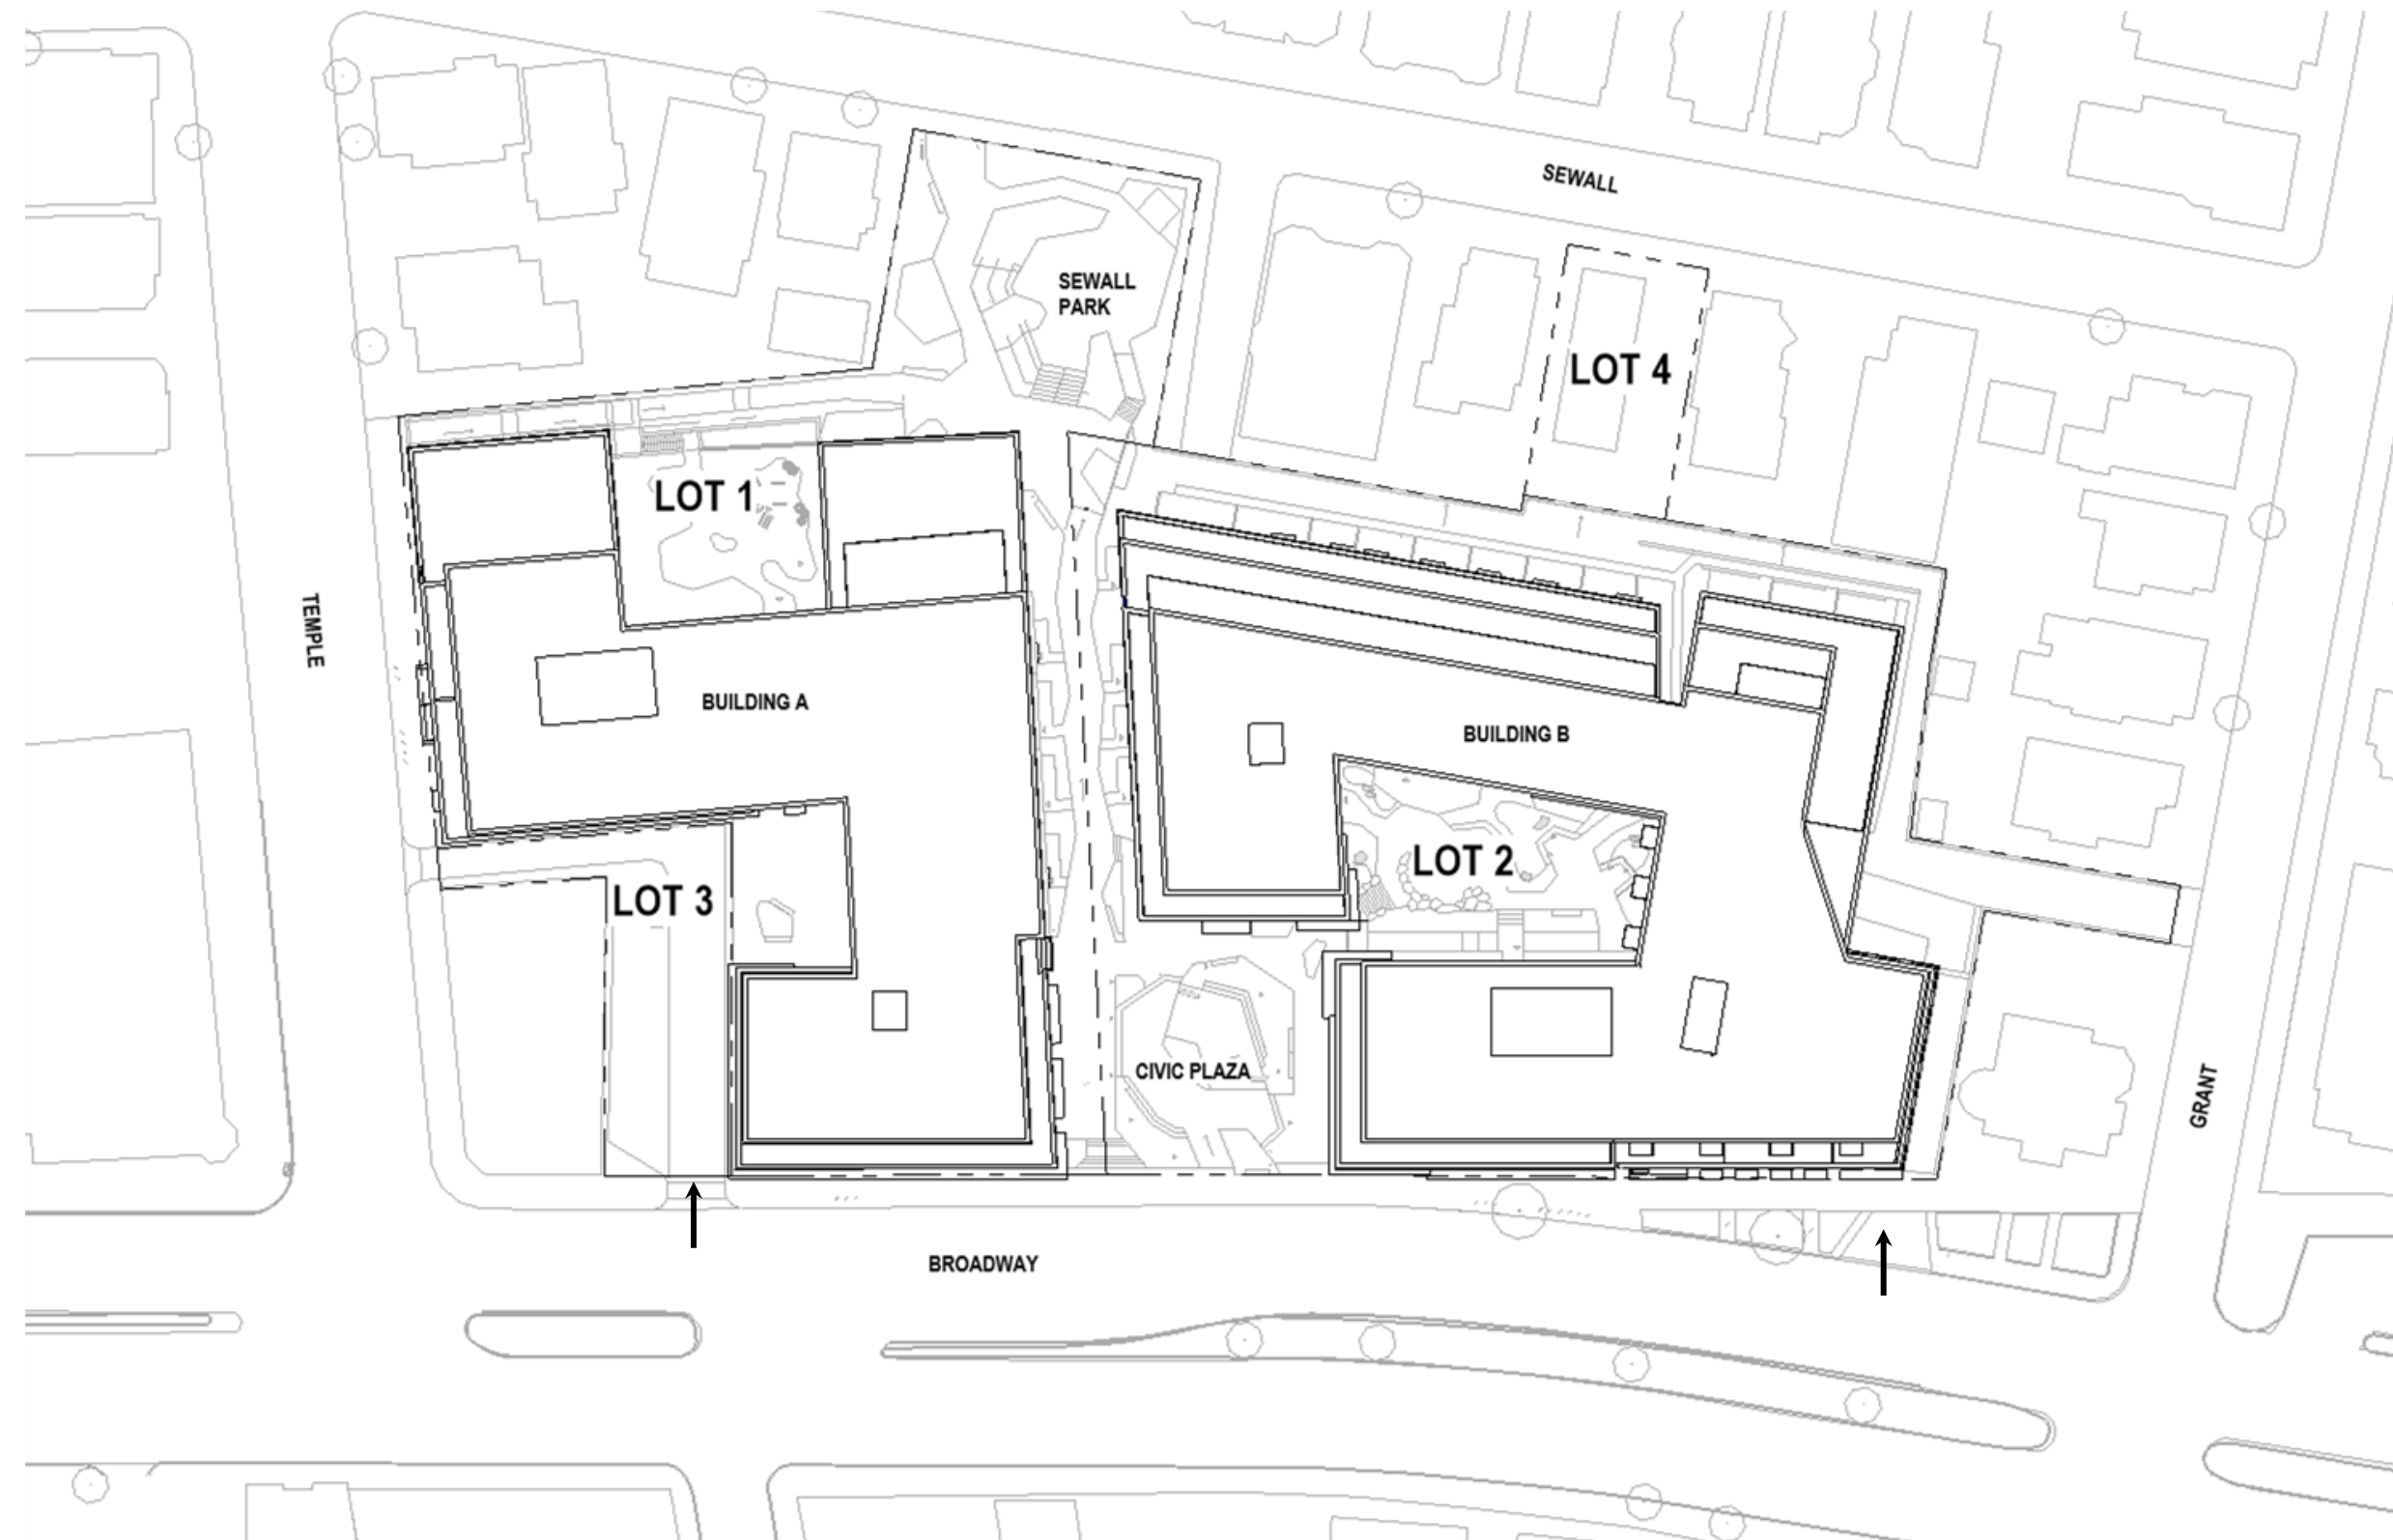 SEWALL
SEWALL
PARK
LOT 4
LOT 1
TEMPLE
BUILDING A
BUILDING B
LOT 2
LOT 3
CIVIC PLAZA
GRANT
BROADWAY